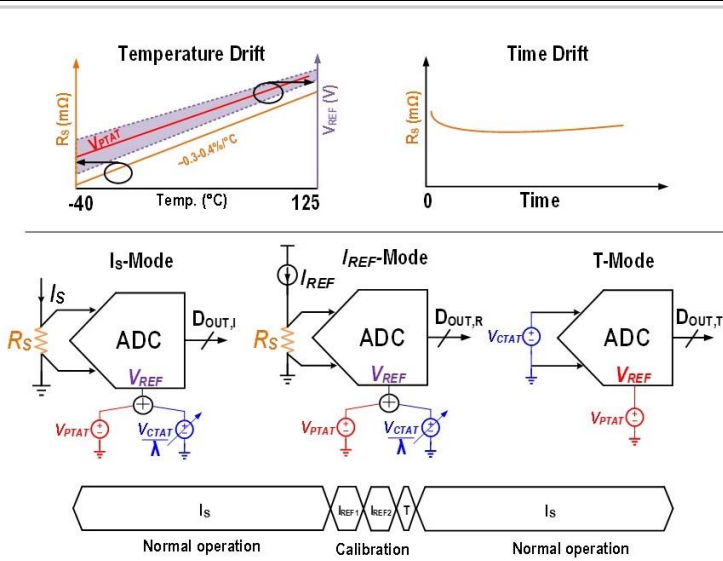 Temperature Drift
Time Drift
RS (mΩ)
VPTAT
~0.3-0.4%/°C
VREF (V)
-40
Temp. (°C)
125
RS (mΩ)
0
Time
IS-Mode
IREF-Mode
T-Mode
IS
RS
ADC
DOUT,I
VREF
VPTAT
VCTAT
λ
IREF
RS
ADC
DOUT,R
VREF
VPTAT
VCTAT
λ
VCTAT
ADC
DOUT,T
VREF
VPTAT
IS
IREF1
IREF2
T
IS
Normal operation
Calibration
Normal operation